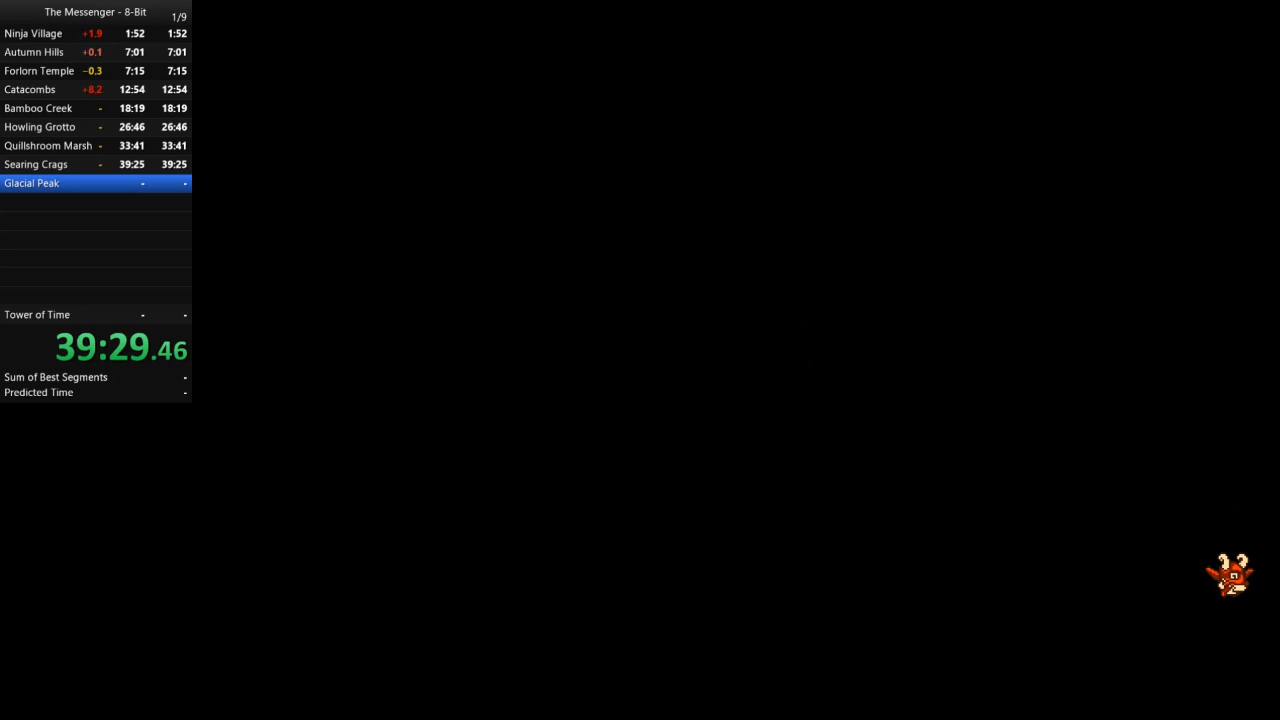 The Messenger - 8-Bit
1/9
Ninja Village +1.9 1:52 1:52
Autumn Hills +0.1 7:01 7:01
Forlorn Temple −0.3 7:15 7:15
Catacombs +8.2 12:54 12:54
Bamboo Creek - 18:19 18:19
Howling Grotto - 26:46 26:46
Quillshroom Marsh - 33:41 33:41
Searing Crags - 39:25 39:25
Glacial Peak - -
Tower of Time - -
39:29.46
Sum of Best Segments -
Predicted Time -